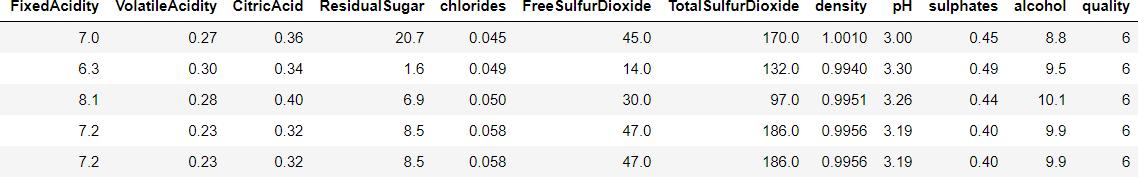 FixedAcidity VolatileAcidity CitricAcid ResidualSugar chlorides FreeSulfurDioxide TotalSulfurDioxide density pH sulphates alcohol quality
7.0 0.27 0.36 20.7 0.045 45.0 170.0 1.0010 3.00 0.45 8.8 6
6.3 0.30 0.34 1.6 0.049 14.0 132.0 0.9940 3.30 0.49 9.5 6
8.1 0.28 0.40 6.9 0.050 30.0 97.0 0.9951 3.26 0.44 10.1 6
7.2 0.23 0.32 8.5 0.058 47.0 186.0 0.9956 3.19 0.40 9.9 6
7.2 0.23 0.32 8.5 0.058 47.0 186.0 0.9956 3.19 0.40 9.9 6